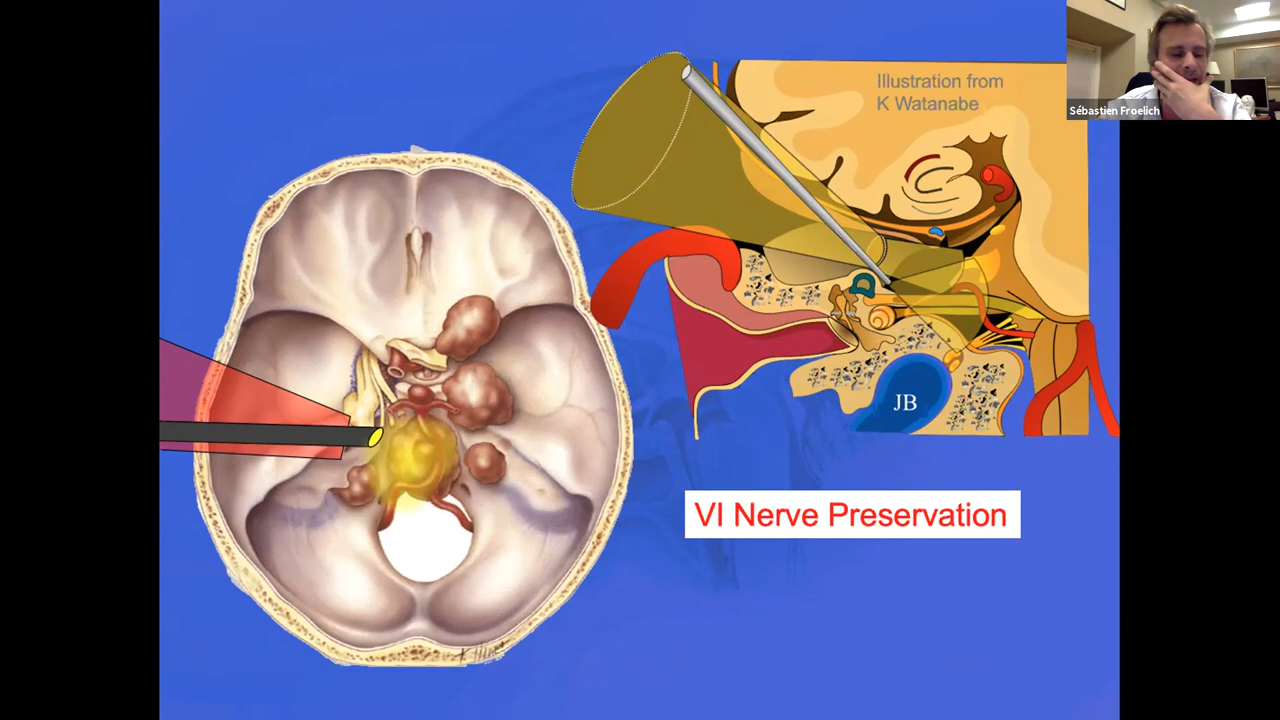 Illustration from
K Watanabe
Sébastien Froelich
JB
VI Nerve Preservation